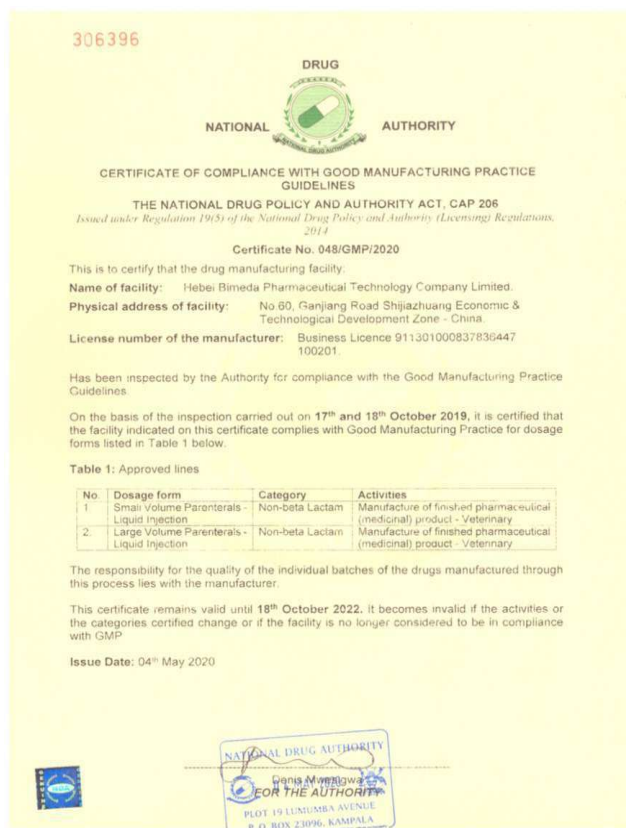 306396
DRUG
NATIONAL AUTHORITY
NATIONAL DRUG AUTHORITY
CERTIFICATE OF COMPLIANCE WITH GOOD MANUFACTURING PRACTICE
GUIDELINES
THE NATIONAL DRUG POLICY AND AUTHORITY ACT, CAP 206
Issued under Regulation 19(5) of the National Drug Policy and Authority (Licensing) Regulations,
2014
Certificate No. 048/GMP/2020
This is to certify that the drug manufacturing facility:
Name of facility: Hebei Bimeda Pharmaceutical Technology Company Limited.
Physical address of facility: No.60, Ganjiang Road Shijiazhuang Economic &
Technological Development Zone - China.
License number of the manufacturer: Business Licence 911301000837836447
100201.
Has been inspected by the Authority for compliance with the Good Manufacturing Practice
Guidelines
On the basis of the inspection carried out on 17th and 18th October 2019, it is certified that
the facility indicated on this certificate complies with Good Manufacturing Practice for dosage
forms listed in Table 1 below.
Table 1: Approved lines
No. Dosage form Category Activities
1 Small Volume Parenterals - Non-beta Lactam Manufacture of finished pharmaceutical
Liquid Injection (medicinal) product - Veterinary
2. Large Volume Parenterals - Non-beta Lactam Manufacture of finished pharmaceutical
Liquid Injection (medicinal) product - Veterinary
The responsibility for the quality of the individual batches of the drugs manufactured through
this process lies with the manufacturer.
This certificate remains valid until 18th October 2022. It becomes invalid if the activities or
the categories certified change or if the facility is no longer considered to be in compliance
with GMP
Issue Date: 04th May 2020
NATIONAL DRUG AUTHORITY
Denis Mwesigwa
MAY 2020
FOR THE AUTHORITY
PLOT 19 LUMUMBA AVENUE
P. O. BOX 23096, KAMPALA